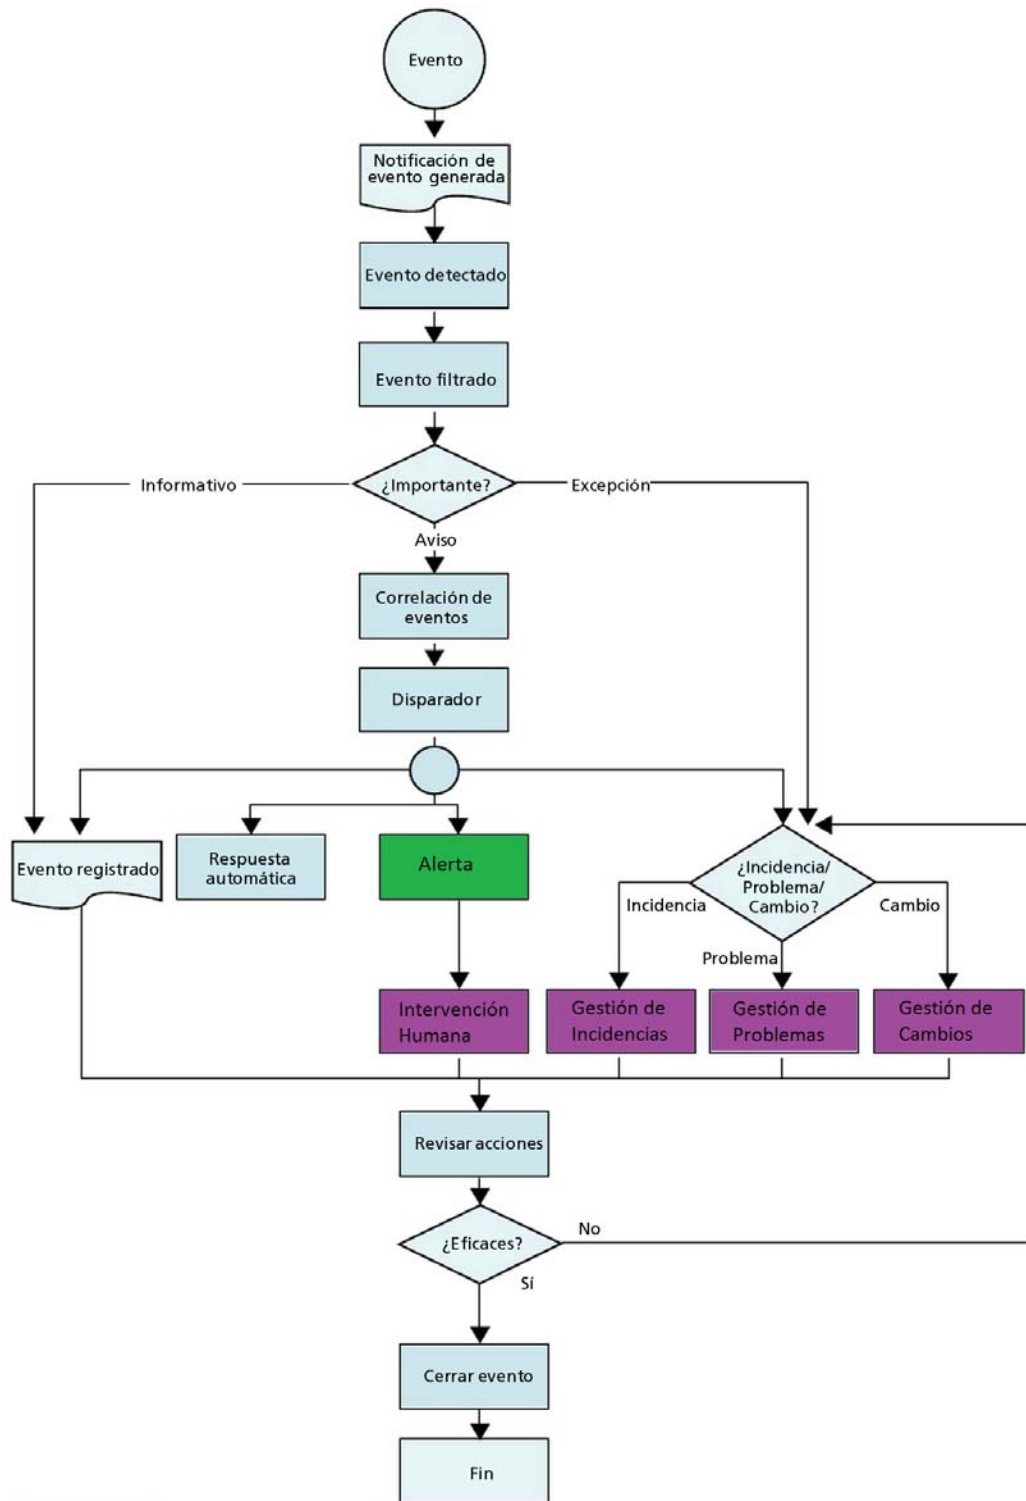 Evento
Notificación de
evento generada
Evento detectado
Evento filtrado
Informativo
¿Importante?
Excepción
Aviso
Correlación de
eventos
Disparador
Evento registrado
Respuesta
automática
Alerta
¿Incidencia/
Problema/
Cambio?
Incidencia
Cambio
Problema
Intervención
Humana
Gestión de
Incidencias
Gestión de
Problemas
Gestión de
Cambios
Revisar acciones
¿Eficaces?
No
Sí
Cerrar evento
Fin